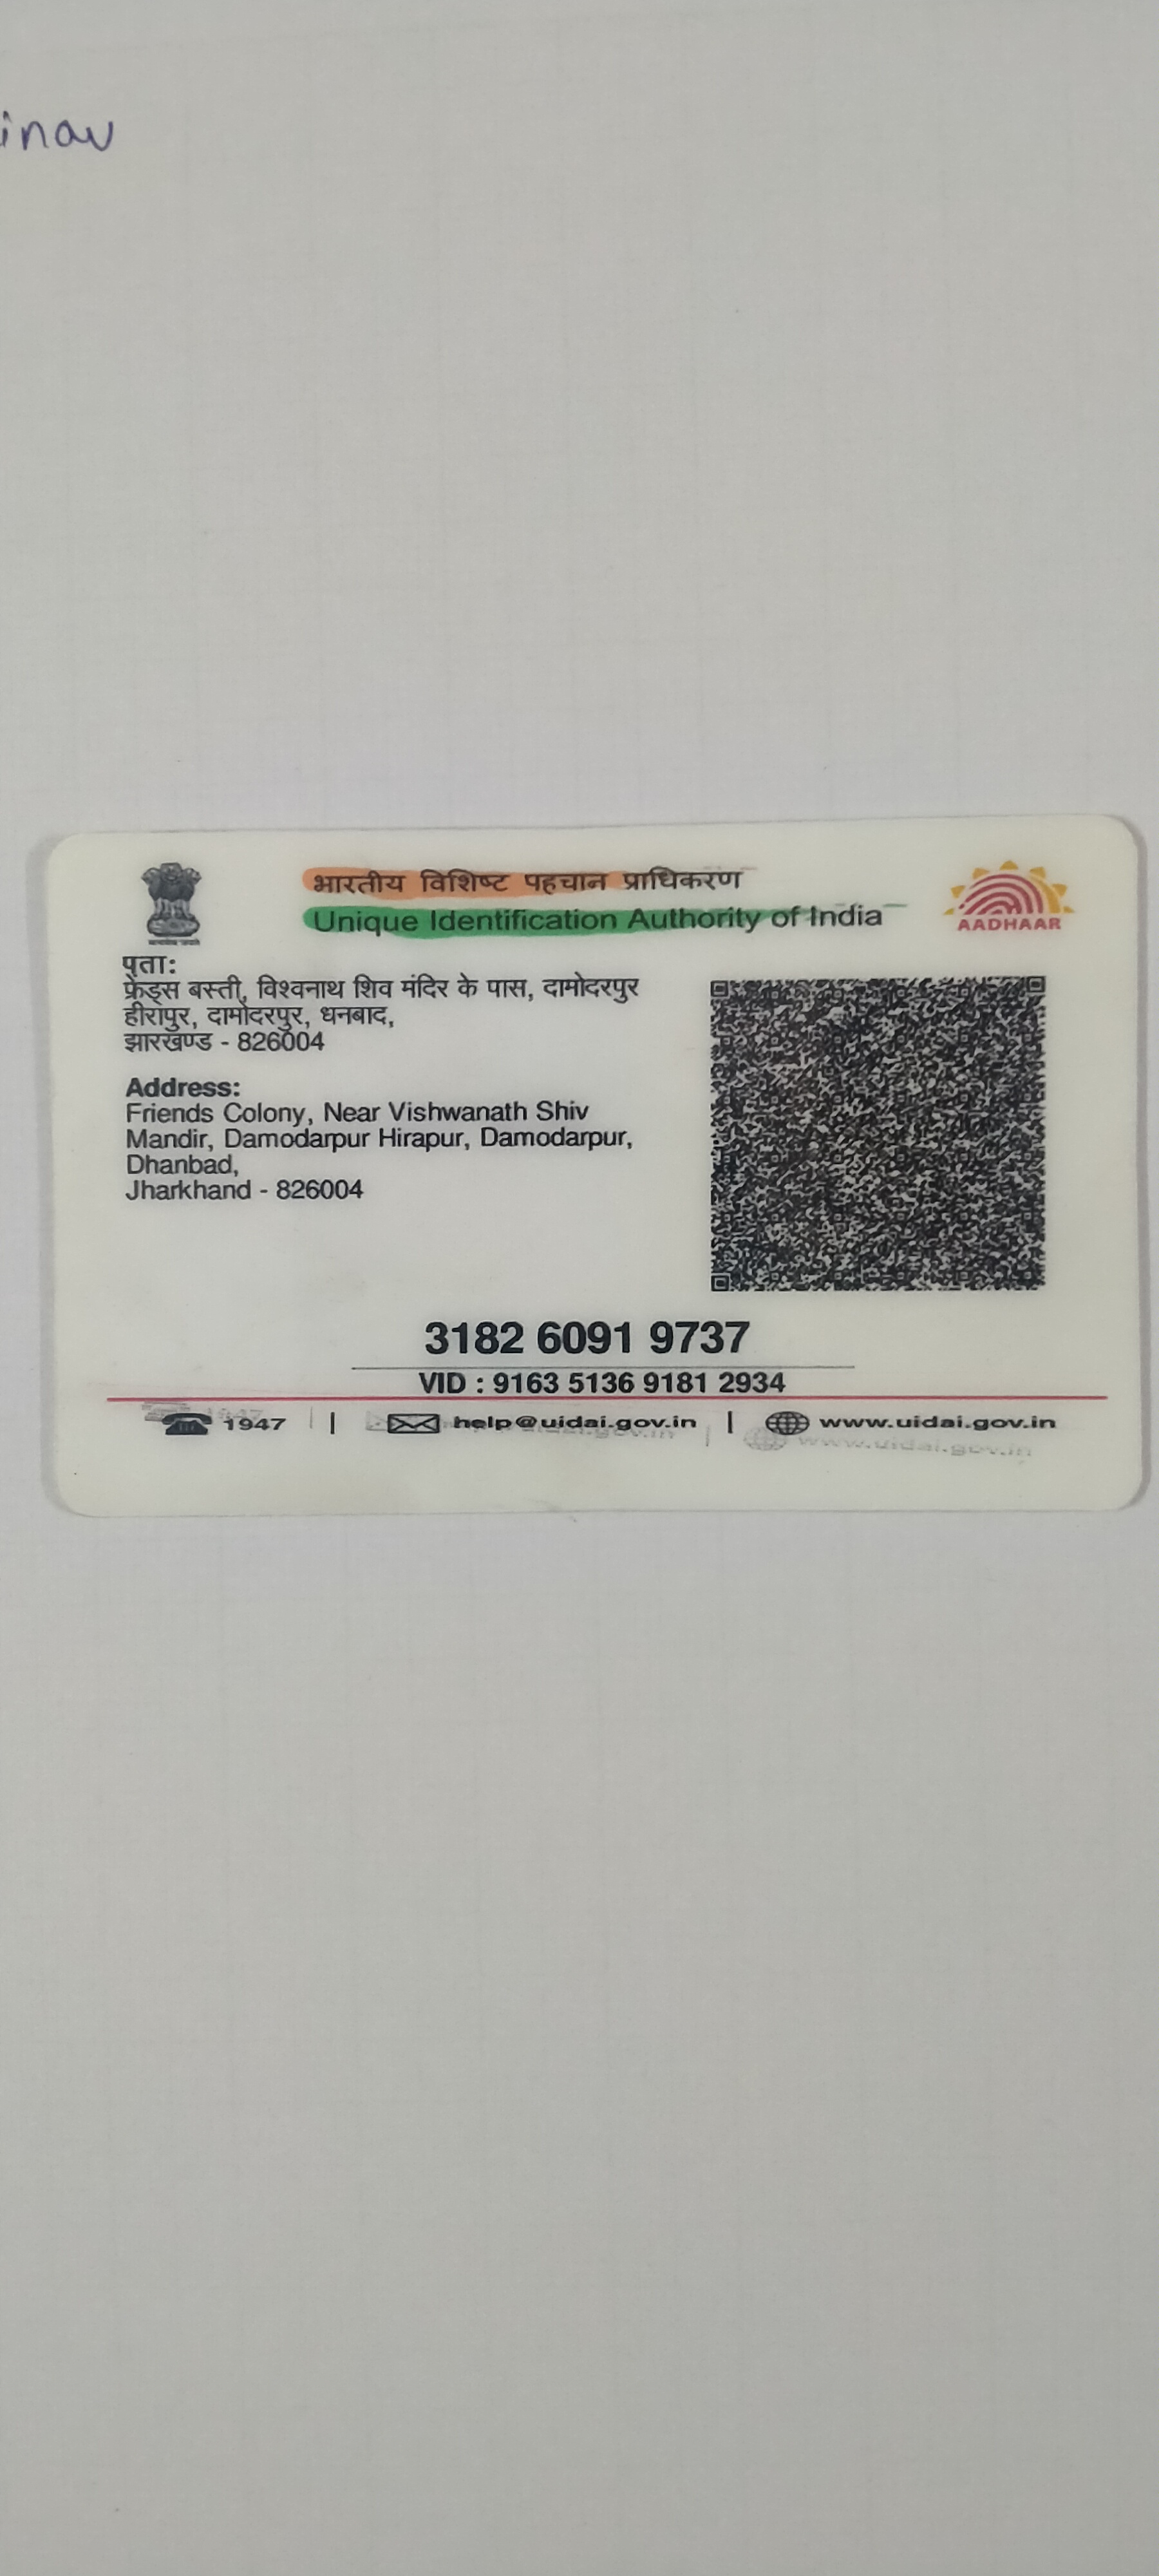 inav
भारतीय विशिष्ट पहचान प्राधिकरण
Unique Identification Authority of India
AADHAAR
पता:
फ्रेंड्स बस्ती, विश्वनाथ शिव मंदिर के पास, दामोदरपुर
हीरापुर, दामोदरपुर, धनबाद,
झारखण्ड - 826004
Address:
Friends Colony, Near Vishwanath Shiv
Mandir, Damodarpur Hirapur, Damodarpur,
Dhanbad,
Jharkhand - 826004
3182 6091 9737
VID : 9163 5136 9181 2934
1947 | help@uidai.gov.in | www.uidai.gov.in